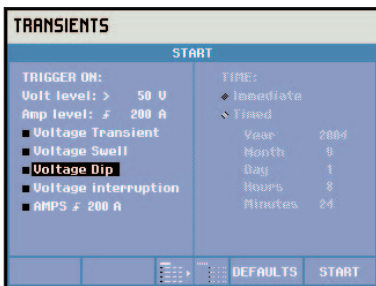 TRANSIENTS
START
TRIGGER ON:
Volt level: > 50 V
Amp level: ƒ 200 A
Voltage Transient
Voltage Swell
Voltage Dip
Voltage interruption
AMPS ƒ 200 A
TIME:
Immediate
Timed
Year 2004
Month 9
Day 1
Hours 8
Minutes 24
DEFAULTS START